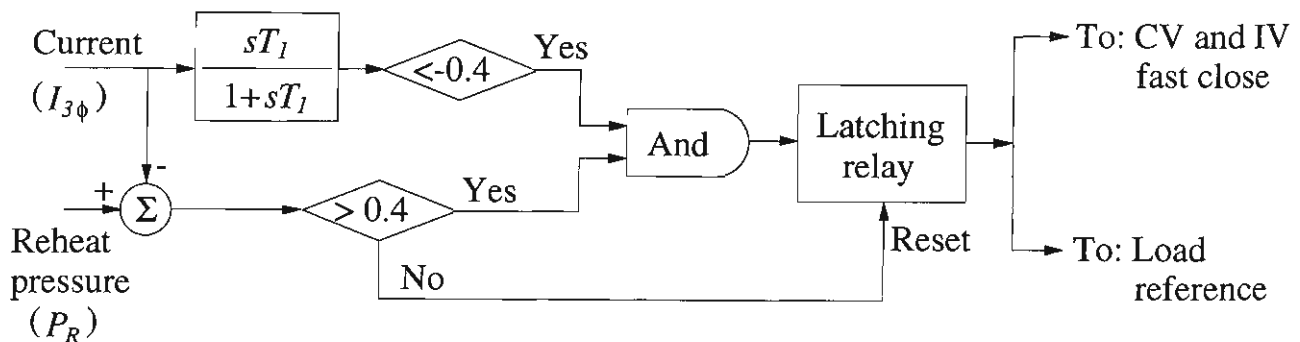 Current
(I3ϕ)
sT1
1+sT1
<-0.4
Yes
And
Latching
relay
To: CV and IV
fast close
-
+
Σ
> 0.4
Yes
Reheat
pressure
(PR)
No
Reset
To: Load
reference